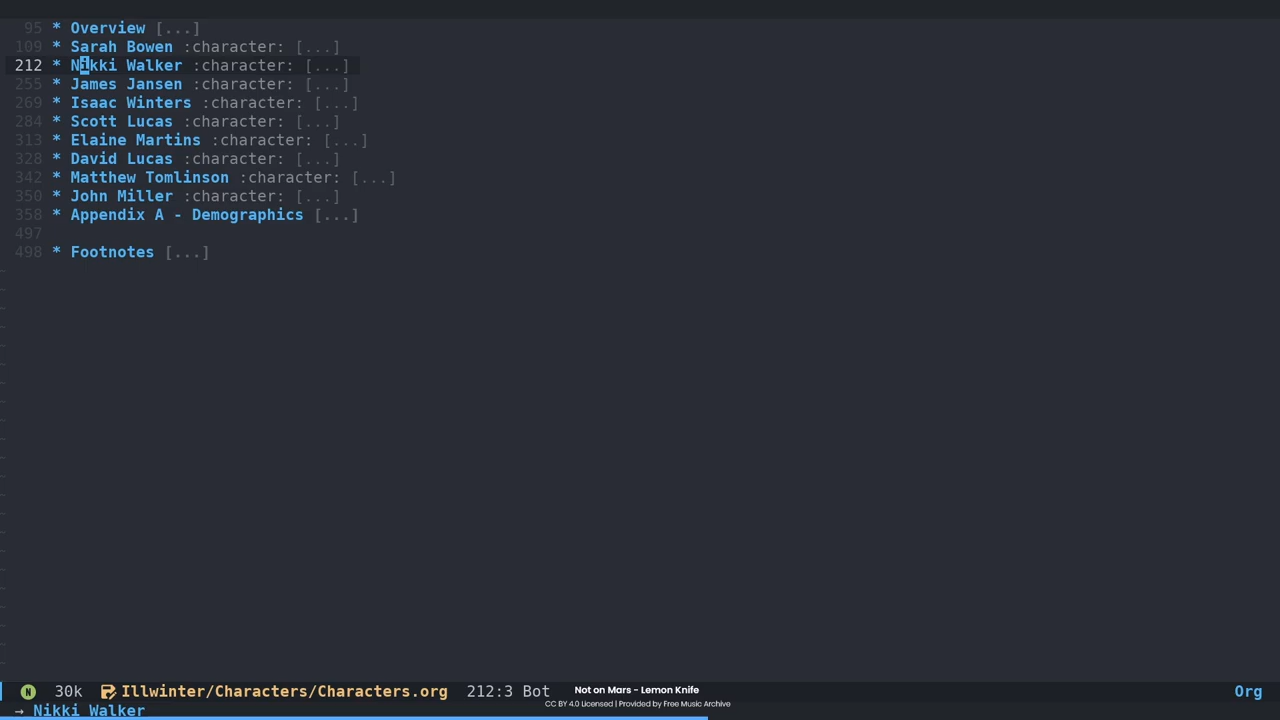 95 * Overview [...]
109 * Sarah Bowen :character: [...]
212 * Nikki Walker :character: [...]
255 * James Jansen :character: [...]
269 * Isaac Winters :character: [...]
284 * Scott Lucas :character: [...]
313 * Elaine Martins :character: [...]
328 * David Lucas :character: [...]
342 * Matthew Tomlinson :character: [...]
350 * John Miller :character: [...]
358 * Appendix A - Demographics [...]
497
498 * Footnotes [...]
N 30k Illwinter/Characters/Characters.org 212:3 Bot Not on Mars - Lemon Knife Org
CC BY 4.0 Licensed | Provided by Free Music Archive
→ Nikki Walker